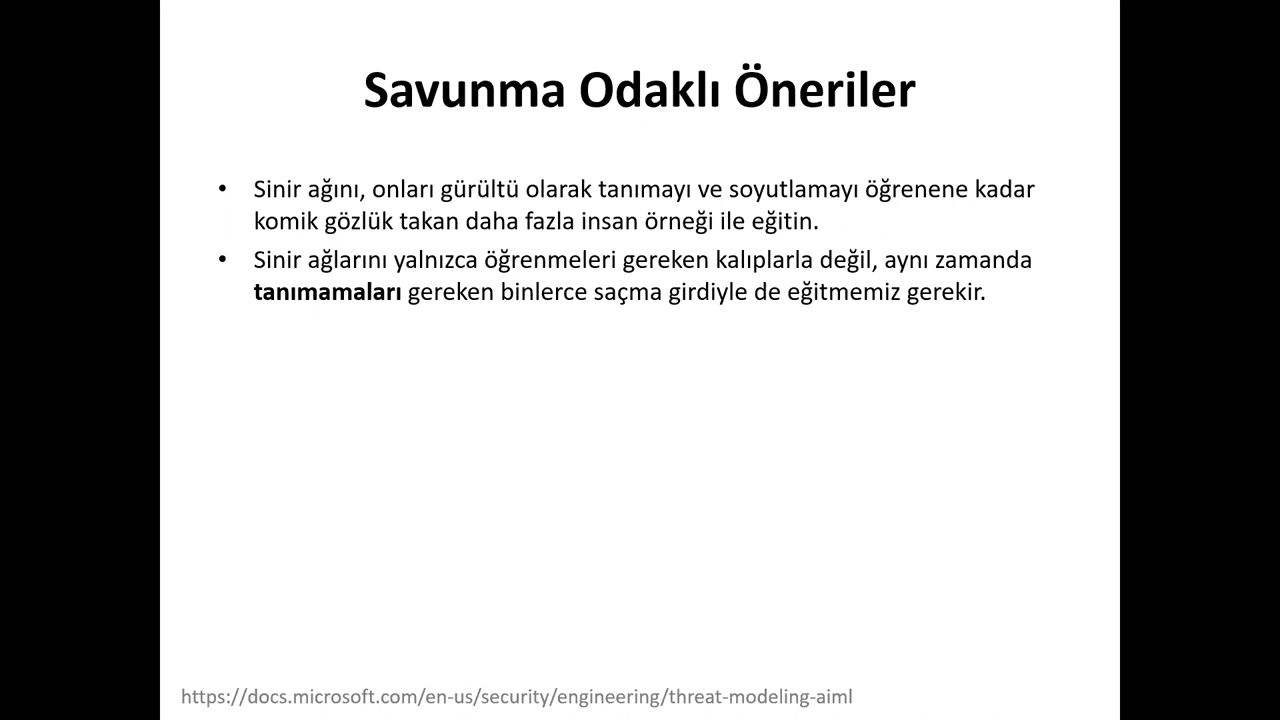 Savunma Odaklı Öneriler
• Sinir ağını, onları gürültü olarak tanımayı ve soyutlamayı öğrenene kadar
komik gözlük takan daha fazla insan örneği ile eğitin.
• Sinir ağlarını yalnızca öğrenmeleri gereken kalıplarla değil, aynı zamanda
tanımamaları gereken binlerce saçma girdiyle de eğitmemiz gerekir.
https://docs.microsoft.com/en-us/security/engineering/threat-modeling-aiml